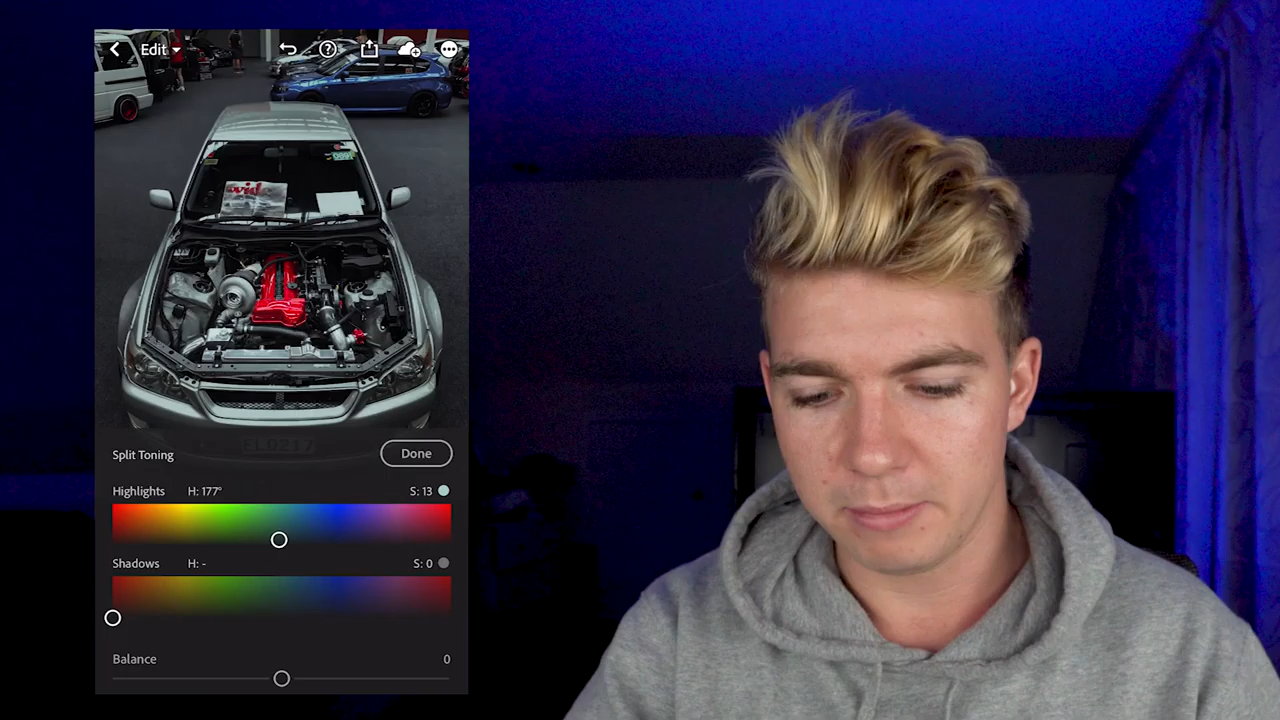 Edit
Split Toning
Done
Highlights H: 177° S: 13
Shadows H: - S: 0
Balance 0